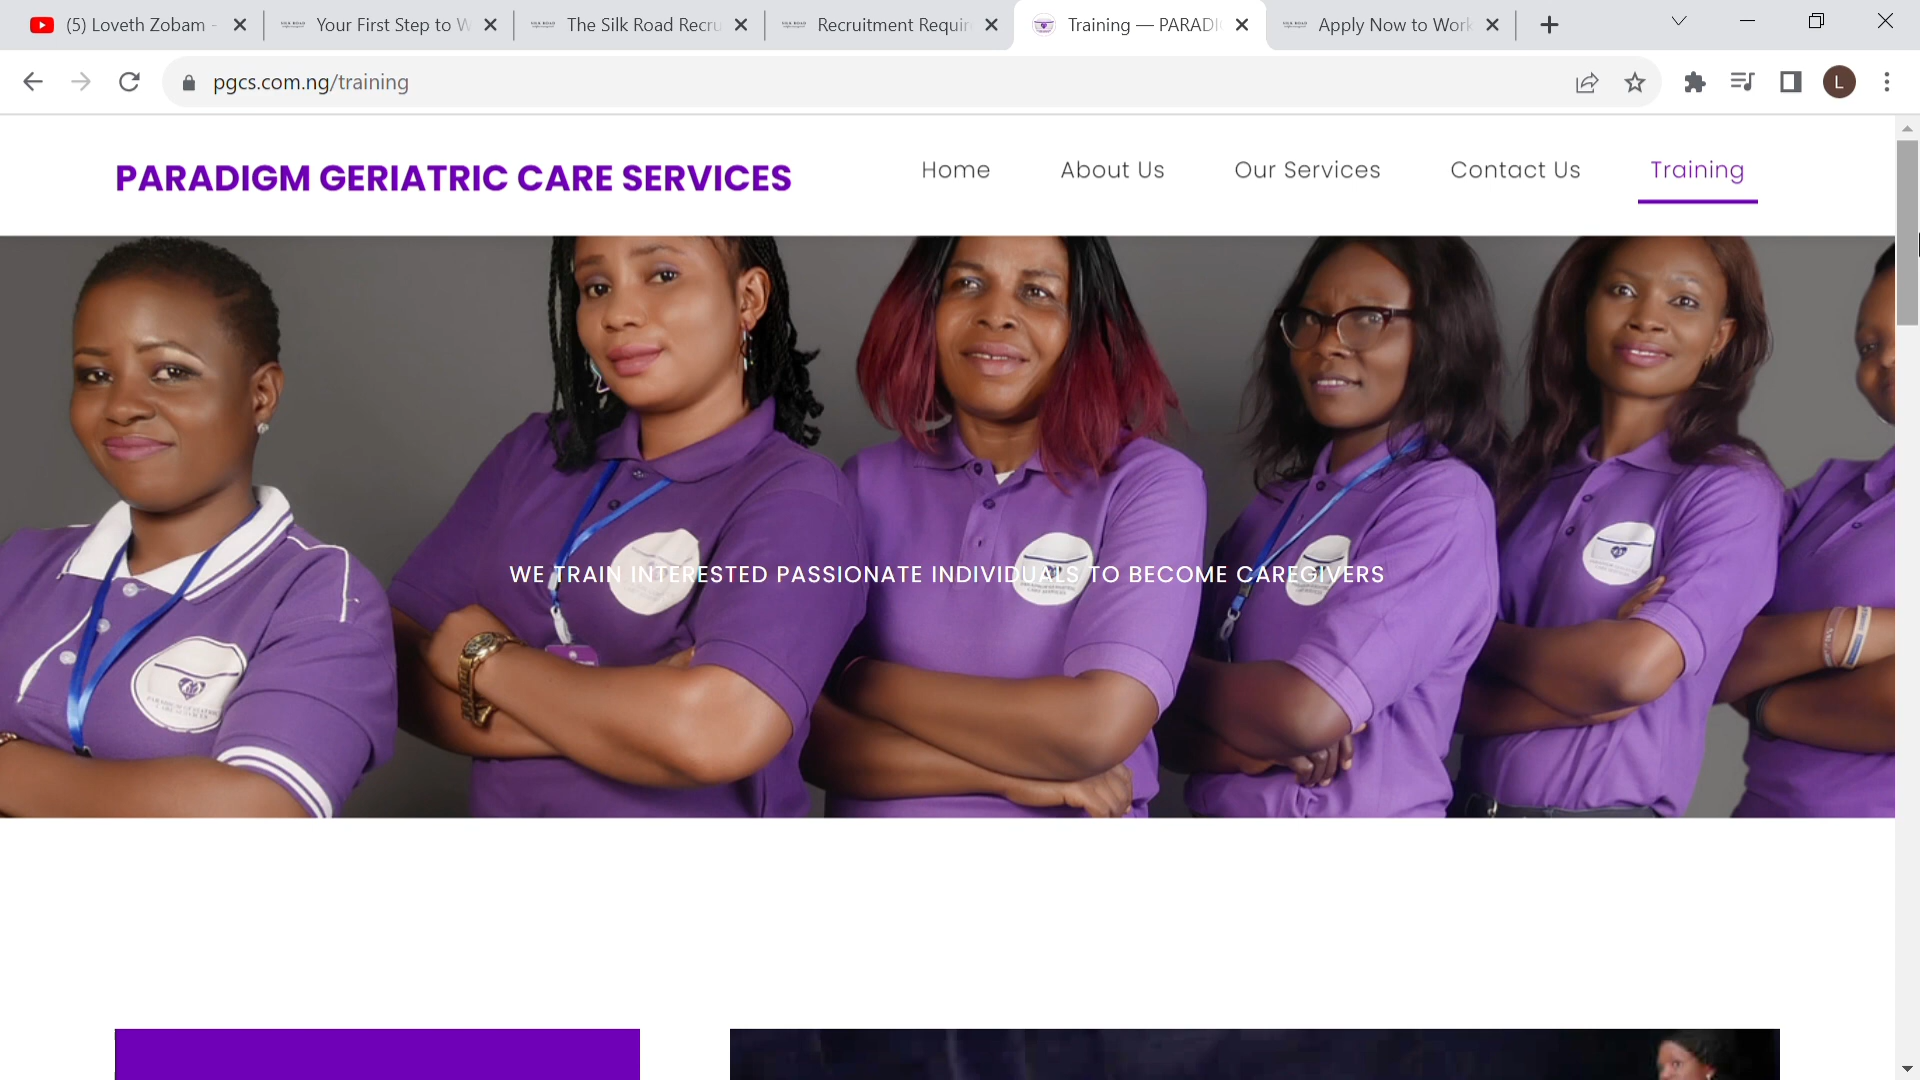 (5) Loveth Zobam -
Your First Step to W
The Silk Road Recru
Recruitment Requir
Training — PARADI
Apply Now to Work
pgcs.com.ng/training
L
PARADIGM GERIATRIC CARE SERVICES
Home
About Us
Our Services
Contact Us
Training
WE TRAIN INTERESTED PASSIONATE INDIVIDUALS TO BECOME CAREGIVERS